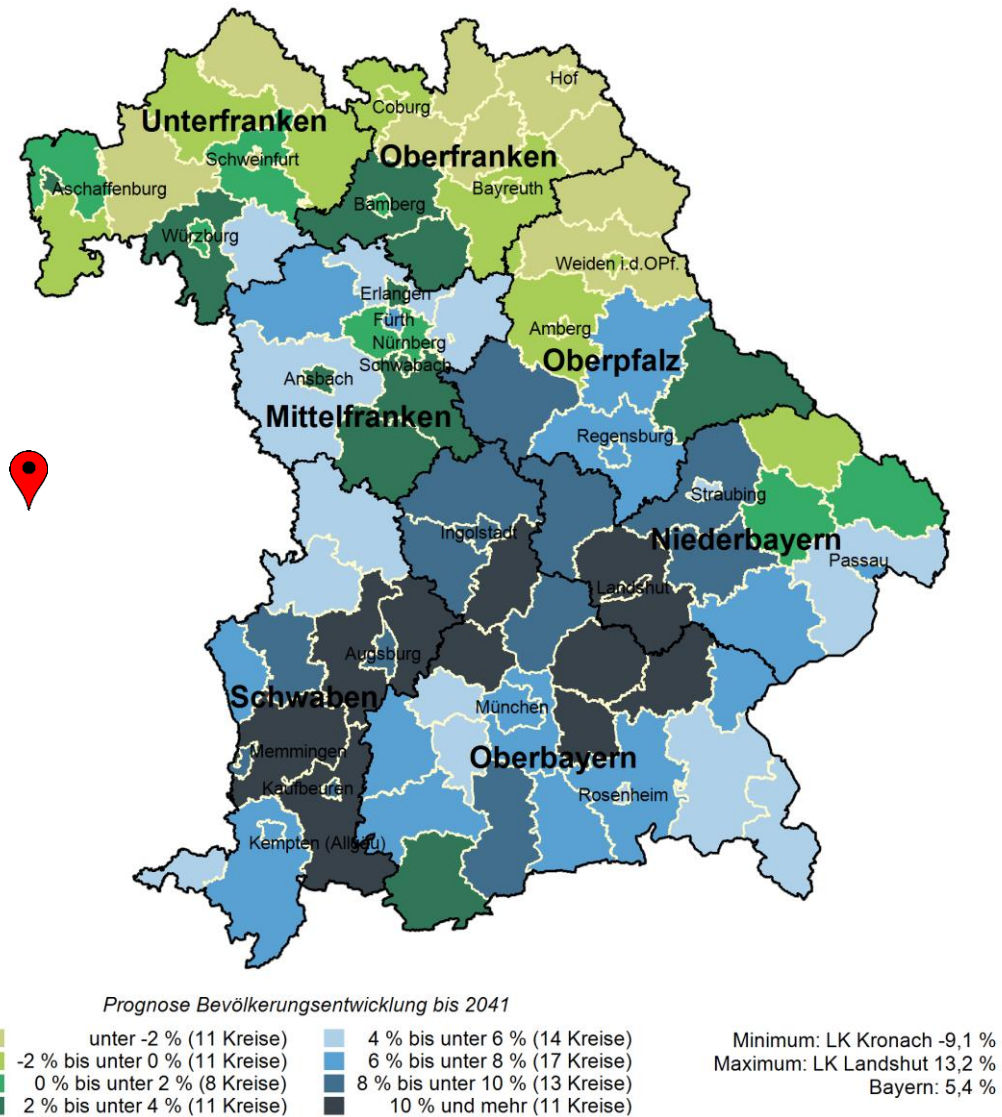 Hof
Coburg
Unterfranken
Oberfranken
Schweinfurt
Aschaffenburg
Bayreuth
Bamberg
Würzburg
Weiden i.d.OPf.
Erlangen
Fürth
Amberg
Nürnberg
Oberpfalz
Schwabach
Ansbach
Mittelfranken
Regensburg
Straubing
Ingolstadt
Niederbayern
Passau
Landshut
Augsburg
Schwaben
München
Memmingen
Oberbayern
Kaufbeuren
Rosenheim
Kempten (Allgäu)
Prognose Bevölkerungsentwicklung bis 2041
unter -2 % (11 Kreise)
-2 % bis unter 0 % (11 Kreise)
0 % bis unter 2 % (8 Kreise)
2 % bis unter 4 % (11 Kreise)
4 % bis unter 6 % (14 Kreise)
6 % bis unter 8 % (17 Kreise)
8 % bis unter 10 % (13 Kreise)
10 % und mehr (11 Kreise)
Minimum: LK Kronach -9,1 %
Maximum: LK Landshut 13,2 %
Bayern: 5,4 %